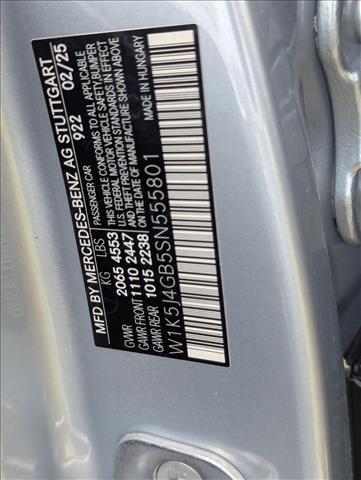 MFD BY MERCEDES-BENZ AG STUTTGART
922 02/25
PASSENGER CAR
KG LBS
GVWR 2065 4553
GAWR FRONT 1110 2447
GAWR REAR 1015 2238
THIS VEHICLE CONFORMS TO ALL APPLICABLE
U.S. FEDERAL MOTOR VEHICLE SAFETY, BUMPER
AND THEFT PREVENTION STANDARDS IN EFFECT
ON THE DATE OF MANUFACTURE SHOWN ABOVE
MADE IN HUNGARY
W1K5J4GB5SN555801